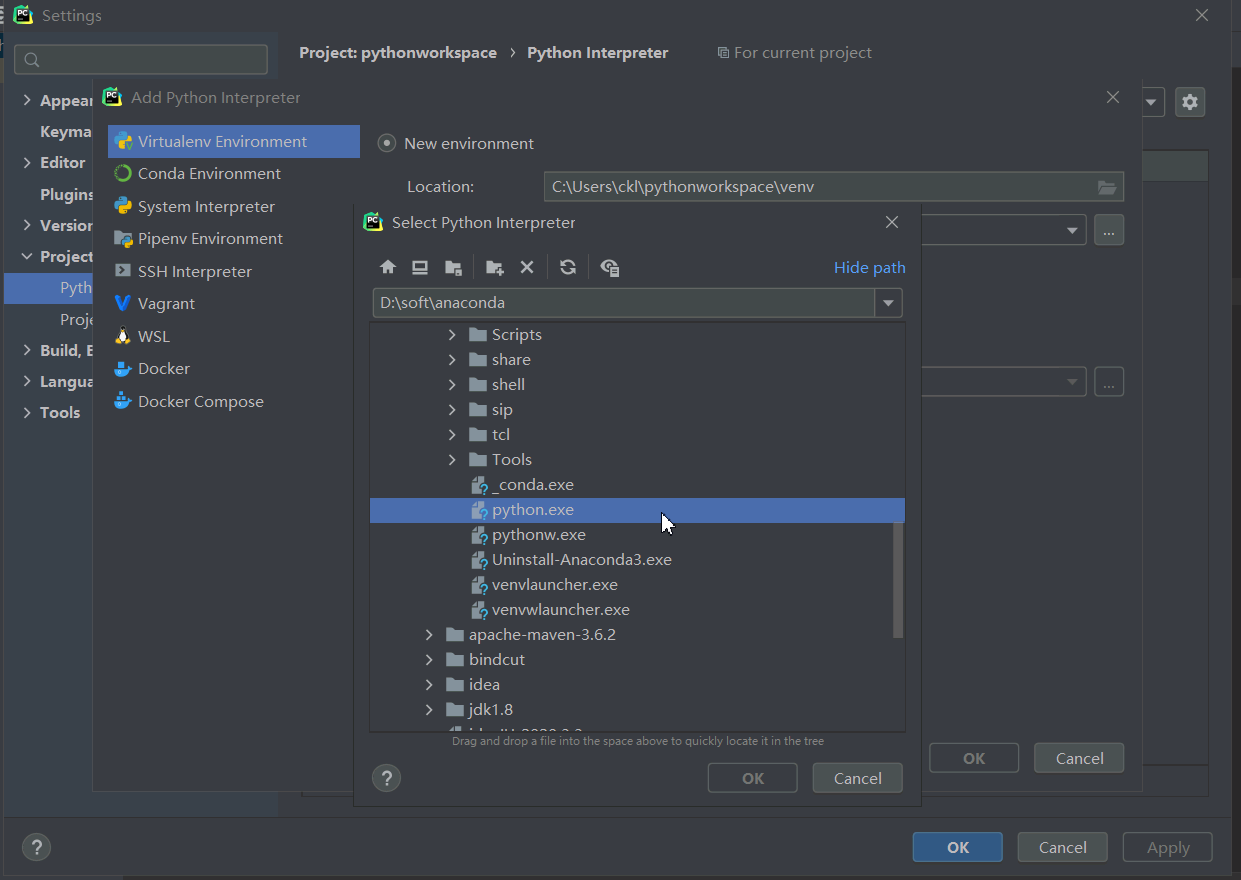 Settings
Project: pythonworkspace › Python Interpreter
For current project
Appear
Keyma
Editor
Plugins
Version
Project
Pyth
Proje
Build, E
Langua
Tools
Add Python Interpreter
Virtualenv Environment
Conda Environment
System Interpreter
Pipenv Environment
SSH Interpreter
Vagrant
WSL
Docker
Docker Compose
New environment
Location:
C:\Users\ckl\pythonworkspace\venv
...
...
Select Python Interpreter
Hide path
D:\soft\anaconda
Scripts
share
shell
sip
tcl
Tools
_conda.exe
python.exe
pythonw.exe
Uninstall-Anaconda3.exe
venvlauncher.exe
venvwlauncher.exe
apache-maven-3.6.2
bindcut
idea
jdk1.8
Drag and drop a file into the space above to quickly locate it in the tree
?
OK
Cancel
OK
Cancel
?
OK
Cancel
Apply